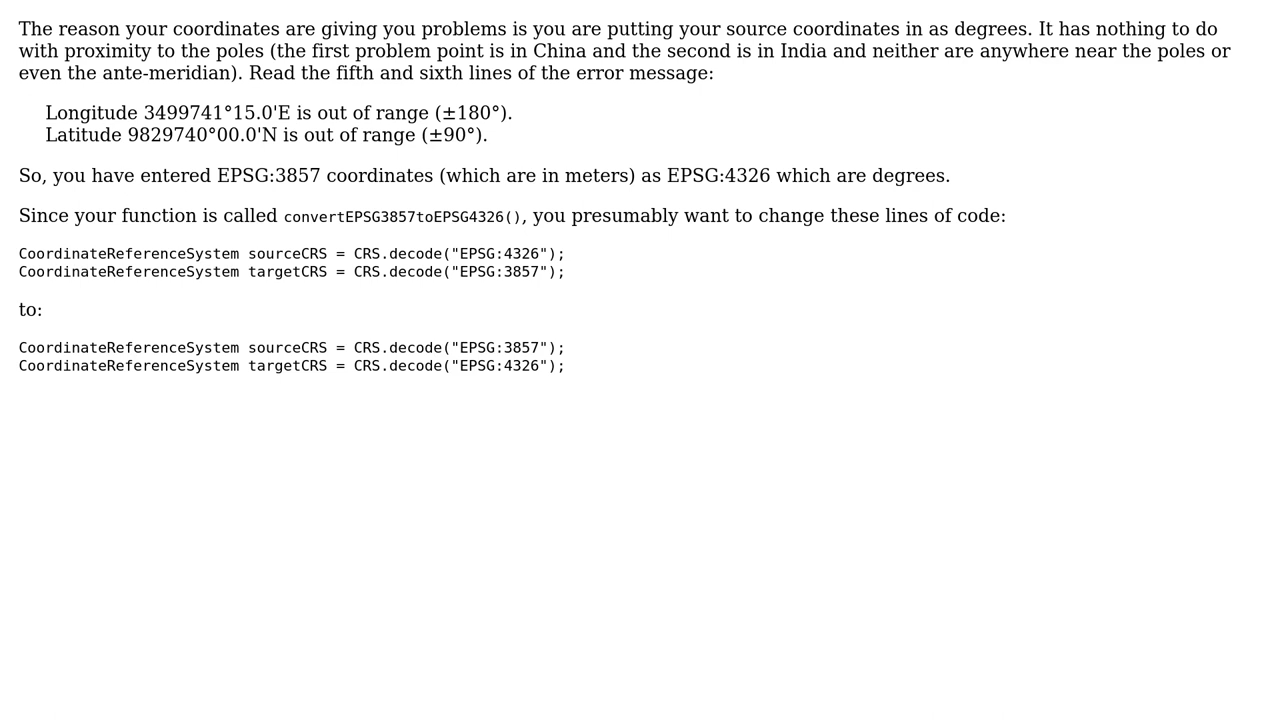 The reason your coordinates are giving you problems is you are putting your source coordinates in as degrees. It has nothing to do
with proximity to the poles (the first problem point is in China and the second is in India and neither are anywhere near the poles or
even the ante-meridian). Read the fifth and sixth lines of the error message:
Longitude 3499741°15.0'E is out of range (±180°).
Latitude 9829740°00.0'N is out of range (±90°).
So, you have entered EPSG:3857 coordinates (which are in meters) as EPSG:4326 which are degrees.
Since your function is called convertEPSG3857toEPSG4326(), you presumably want to change these lines of code:
CoordinateReferenceSystem sourceCRS = CRS.decode("EPSG:4326");
CoordinateReferenceSystem targetCRS = CRS.decode("EPSG:3857");
to:
CoordinateReferenceSystem sourceCRS = CRS.decode("EPSG:3857");
CoordinateReferenceSystem targetCRS = CRS.decode("EPSG:4326");